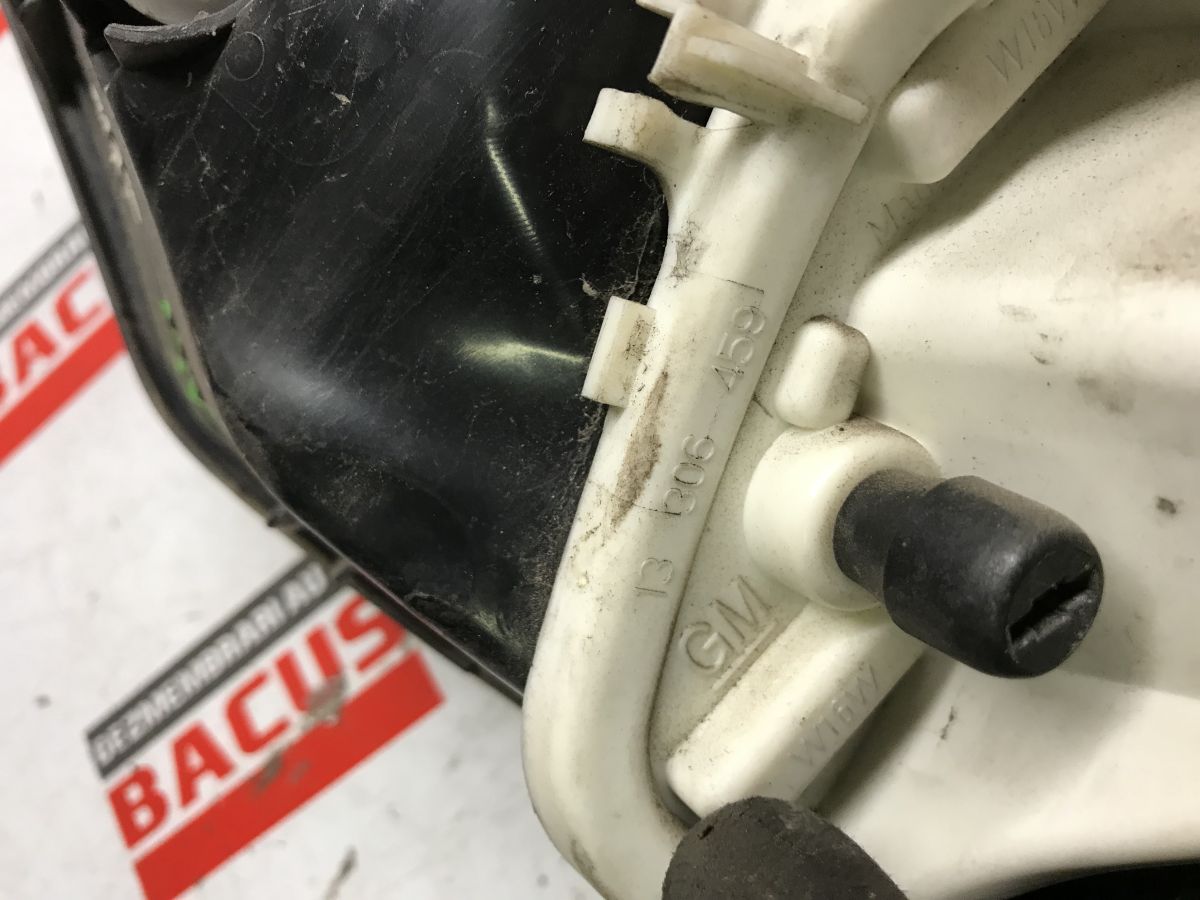 W16W
13 306 - 459
GM
W16W
BACUS
DEZMEMBRARI AU
BACUS